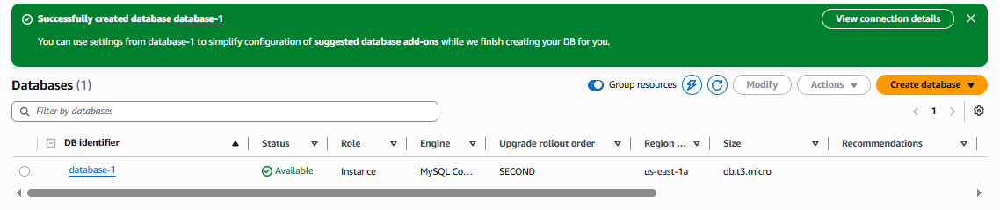 Successfully created database database-1
View connection details
You can use settings from database-1 to simplify configuration of suggested database add-ons while we finish creating your DB for you.
Databases (1)
Group resources
Modify
Actions
Create database
Filter by databases
1
DB identifier Status Role Engine Upgrade rollout order Region ... Size Recommendations
database-1 Available Instance MySQL Co... SECOND us-east-1a db.t3.micro